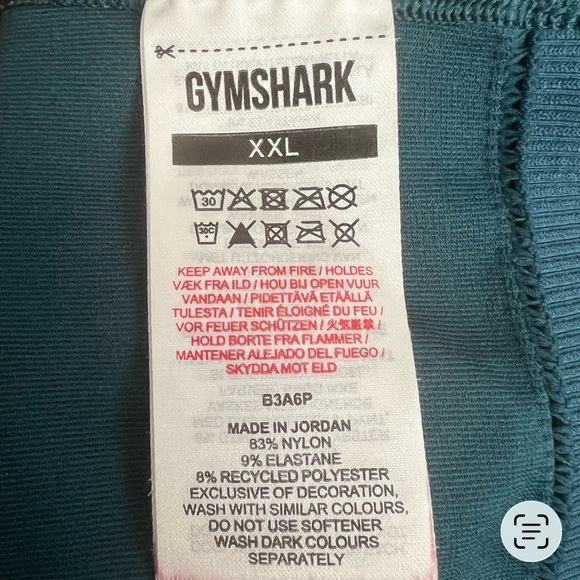 GYMSHARK
XXL
30
30C
KEEP AWAY FROM FIRE / HOLDES
VÆK FRA ILD / HOU BIJ OPEN VUUR
VANDAAN / PIDETTÄVÄ ETÄÄLLÄ
TULESTA / TENIR ÉLOIGNÉ DU FEU /
VOR FEUER SCHÜTZEN / 火気厳禁 /
HOLD BORTE FRA FLAMMER /
MANTENER ALEJADO DEL FUEGO /
SKYDDA MOT ELD
B3A6P
MADE IN JORDAN
83% NYLON
9% ELASTANE
8% RECYCLED POLYESTER
EXCLUSIVE OF DECORATION,
WASH WITH SIMILAR COLOURS,
DO NOT USE SOFTENER
WASH DARK COLOURS
SEPARATELY